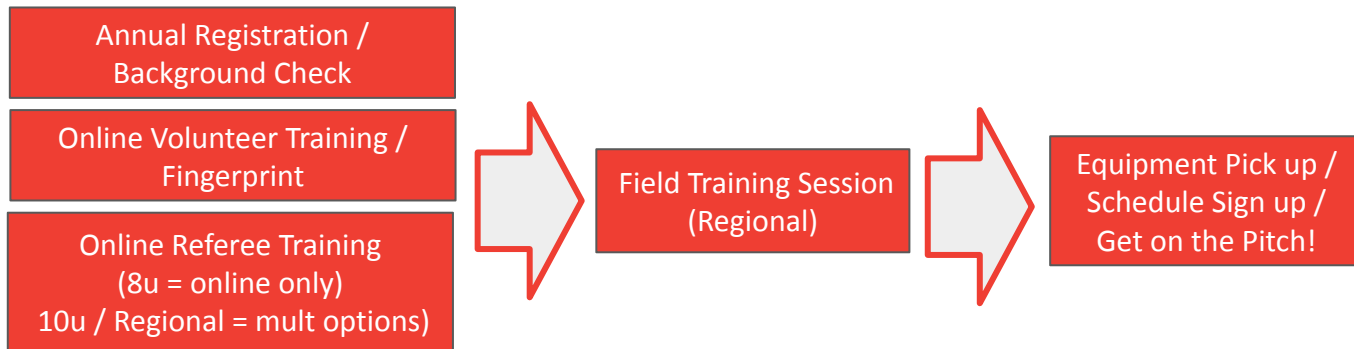 Annual Registration /
Background Check
Online Volunteer Training /
Fingerprint
Online Referee Training
(8u = online only)
10u / Regional = mult options)
Field Training Session
(Regional)
Equipment Pick up /
Schedule Sign up /
Get on the Pitch!